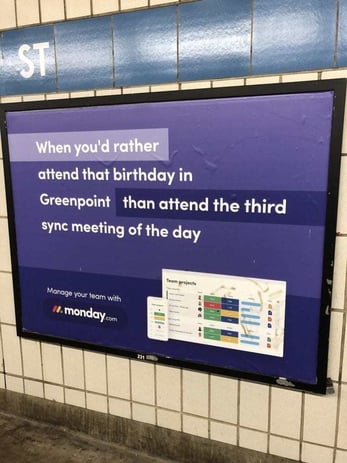 ST
When you'd rather
attend that birthday in
Greenpoint than attend the third
sync meeting of the day
Manage your team with
monday.com
Team projects